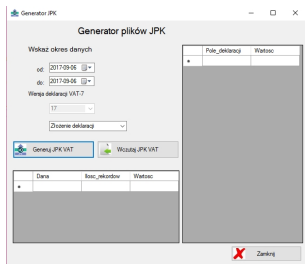 Generator JPK
Generator plików JPK
Wskaż okres danych
od: 2017-09-06
do: 2017-09-06
Wersja deklaracji VAT-7
17
Złożenie deklaracji
Generuj JPK VAT
Wczytaj JPK VAT
Dana Ilosc_rekordow Wartosc
Pole_deklaracji Wartosc
Zamknij